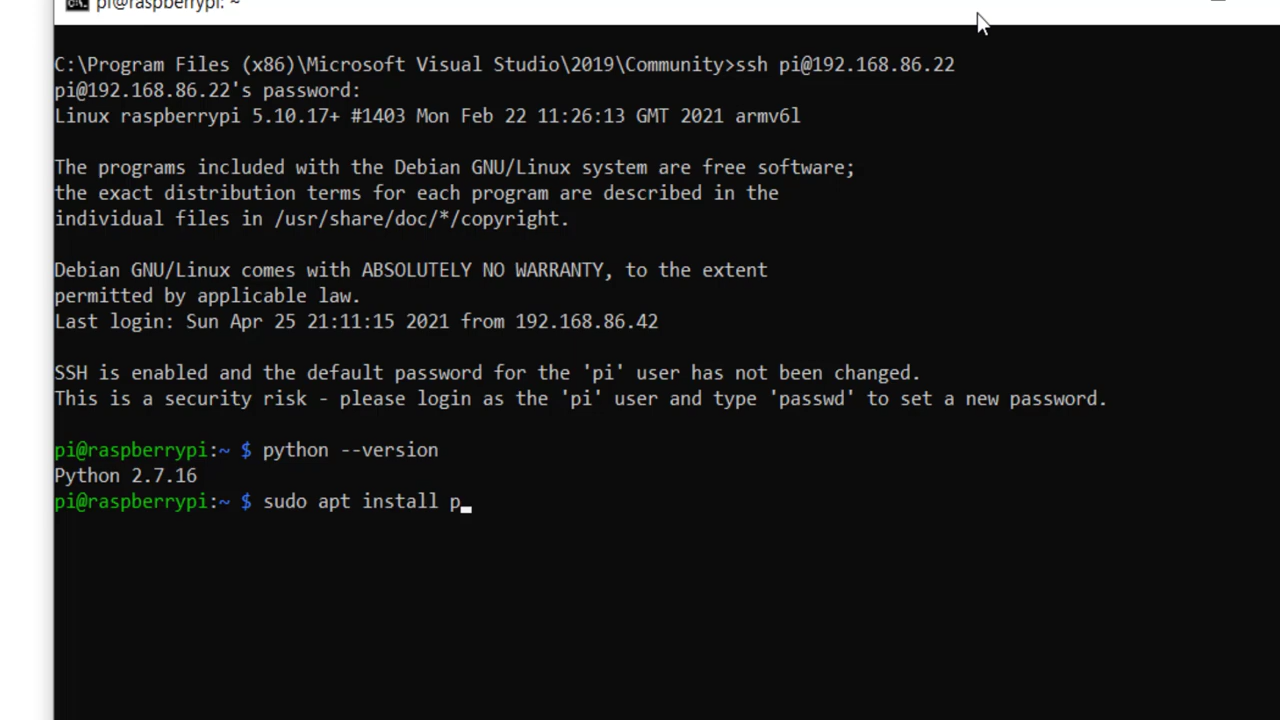 pi@raspberrypi: ~
C:\Program Files (x86)\Microsoft Visual Studio\2019\Community>ssh pi@192.168.86.22
pi@192.168.86.22's password:
Linux raspberrypi 5.10.17+ #1403 Mon Feb 22 11:26:13 GMT 2021 armv6l
The programs included with the Debian GNU/Linux system are free software;
the exact distribution terms for each program are described in the
individual files in /usr/share/doc/*/copyright.
Debian GNU/Linux comes with ABSOLUTELY NO WARRANTY, to the extent
permitted by applicable law.
Last login: Sun Apr 25 21:11:15 2021 from 192.168.86.42
SSH is enabled and the default password for the 'pi' user has not been changed.
This is a security risk - please login as the 'pi' user and type 'passwd' to set a new password.
pi@raspberrypi:~ $ python --version
Python 2.7.16
pi@raspberrypi:~ $ sudo apt install p